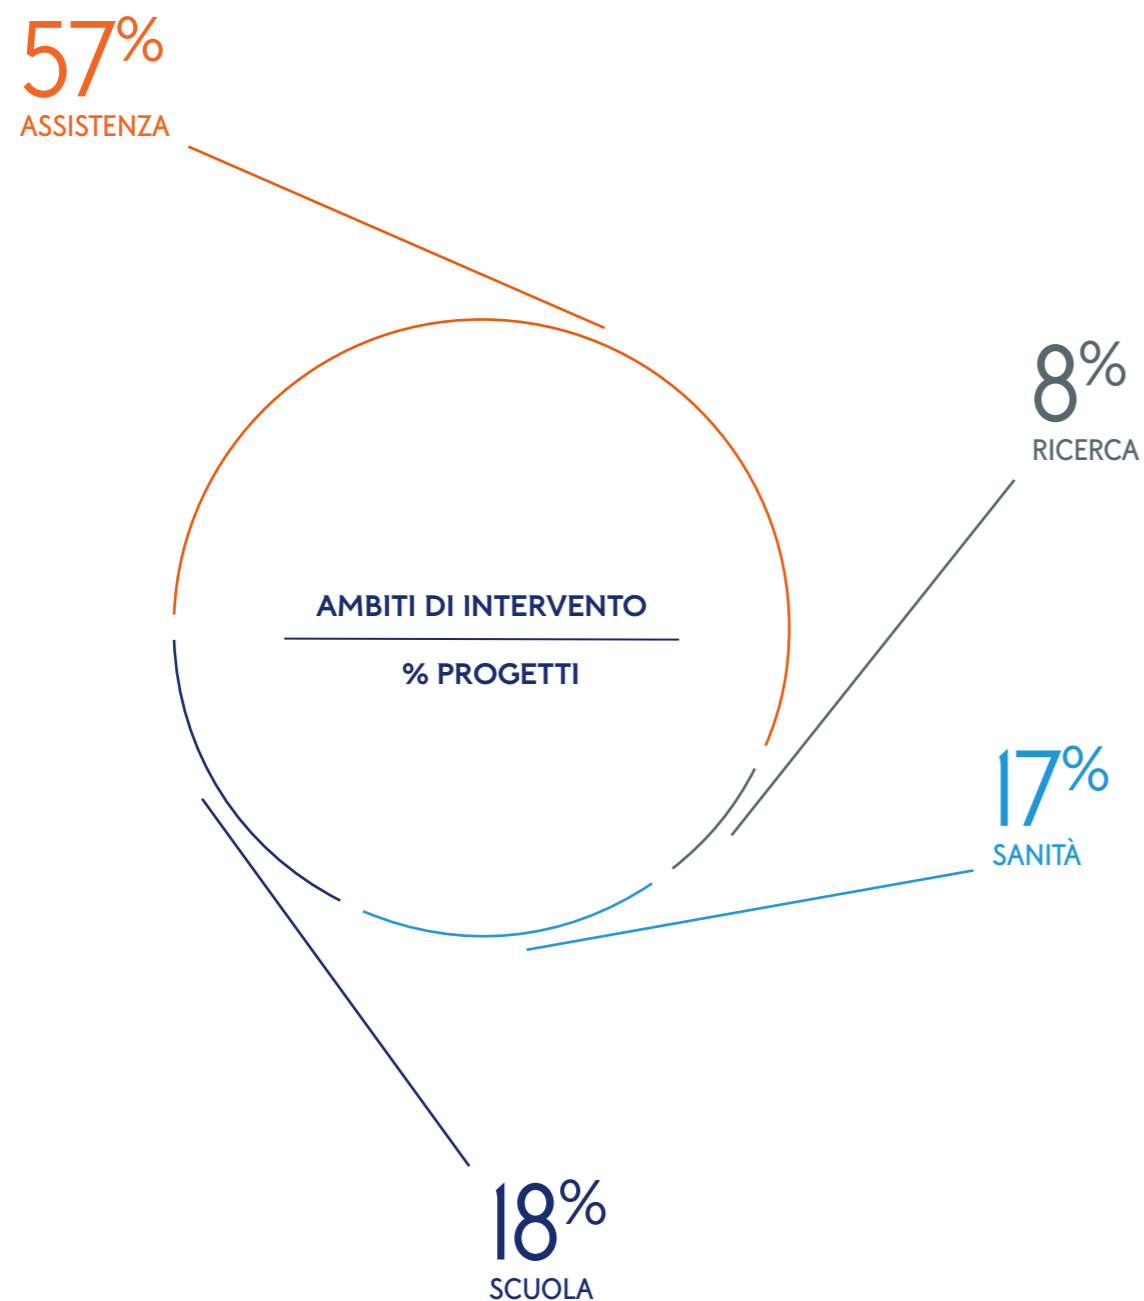 57%
ASSISTENZA
8%
RICERCA
AMBITI DI INTERVENTO
% PROGETTI
17%
SANITÀ
18%
SCUOLA